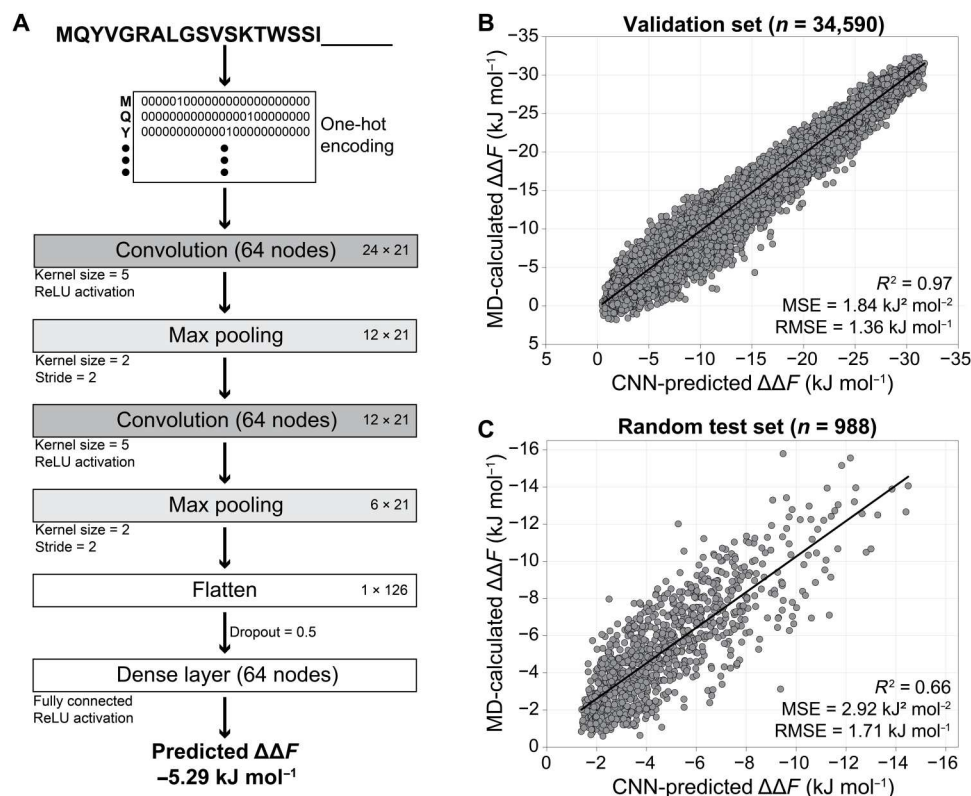 A
MQYVGRALGSVSKTWSSI______
M 00000100000000000000000
Q 00000000000000100000000
Y 00000000000100000000000
One-hot
encoding
Convolution (64 nodes) 24 × 21
Kernel size = 5
ReLU activation
Max pooling 12 × 21
Kernel size = 2
Stride = 2
Convolution (64 nodes) 12 × 21
Kernel size = 5
ReLU activation
Max pooling 6 × 21
Kernel size = 2
Stride = 2
Flatten 1 × 126
Dropout = 0.5
Dense layer (64 nodes)
Fully connected
ReLU activation
Predicted ΔΔF
−5.29 kJ mol⁻¹
B
Validation set (n = 34,590)
MD-calculated ΔΔF (kJ mol⁻¹)
−35
−30
−25
−20
−15
−10
−5
0
5
R² = 0.97
MSE = 1.84 kJ² mol⁻²
RMSE = 1.36 kJ mol⁻¹
5 0 −5 −10 −15 −20 −25 −30 −35
CNN-predicted ΔΔF (kJ mol⁻¹)
C
Random test set (n = 988)
MD-calculated ΔΔF (kJ mol⁻¹)
−16
−14
−12
−10
−8
−6
−4
−2
0
R² = 0.66
MSE = 2.92 kJ² mol⁻²
RMSE = 1.71 kJ mol⁻¹
−2 −4 −6 −8 −10 −12 −14 −16
CNN-predicted ΔΔF (kJ mol⁻¹)